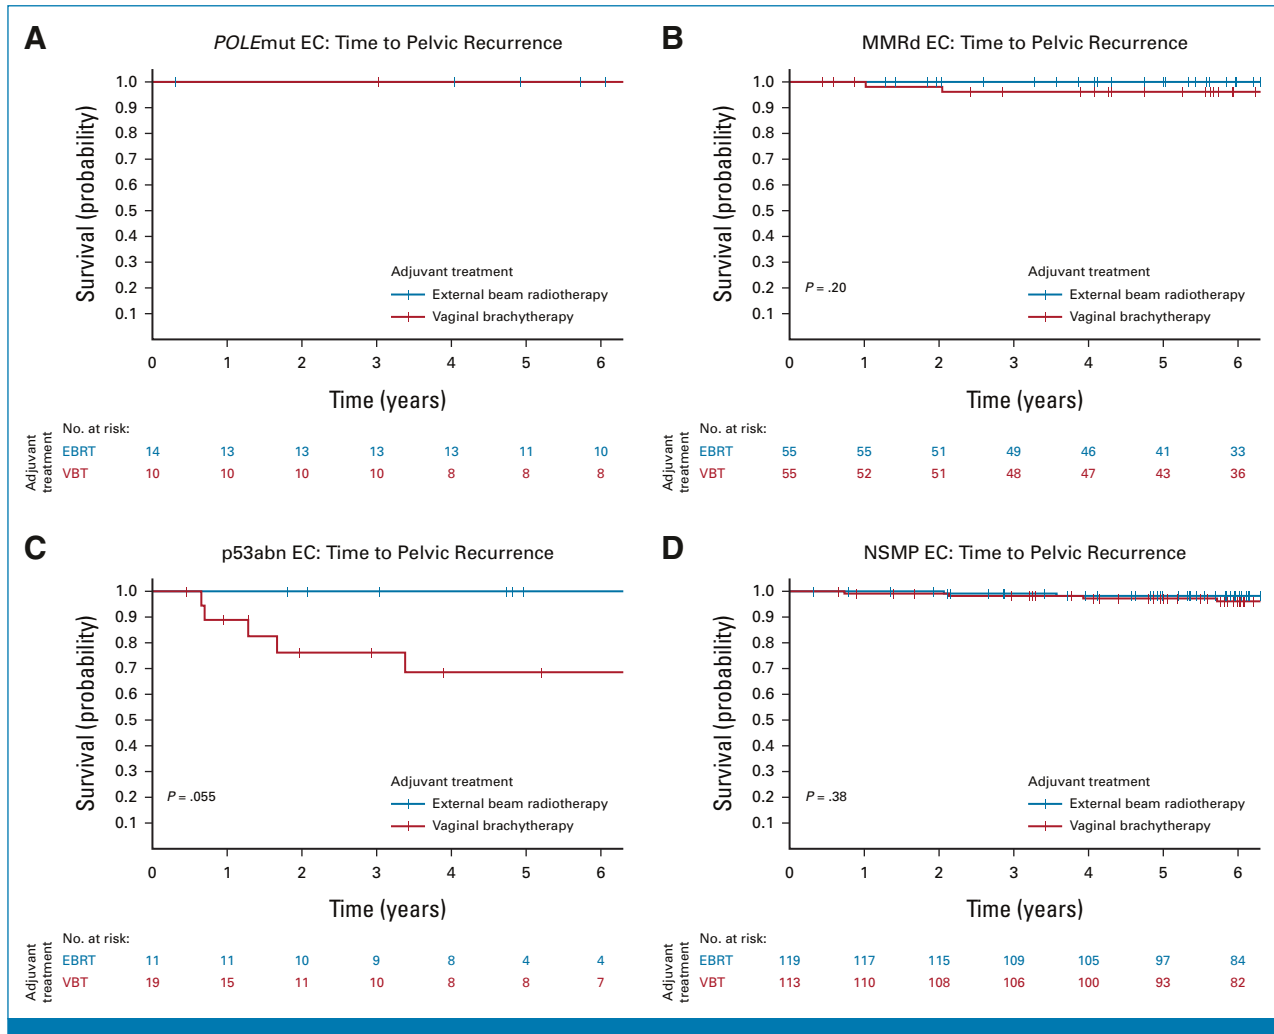 A
POLEmut EC: Time to Pelvic Recurrence
Survival (probability)
1.0
0.9
0.8
0.7
0.6
0.5
0.4
0.3
0.2
0.1
Adjuvant treatment
External beam radiotherapy
Vaginal brachytherapy
0 1 2 3 4 5 6
Time (years)
Adjuvant treatment
No. at risk:
EBRT 14 13 13 13 13 11 10
VBT 10 10 10 10 8 8 8
B
MMRd EC: Time to Pelvic Recurrence
Survival (probability)
1.0
0.9
0.8
0.7
0.6
0.5
0.4
0.3
0.2
0.1
P = .20
Adjuvant treatment
External beam radiotherapy
Vaginal brachytherapy
0 1 2 3 4 5 6
Time (years)
Adjuvant treatment
No. at risk:
EBRT 55 55 51 49 46 41 33
VBT 55 52 51 48 47 43 36
C
p53abn EC: Time to Pelvic Recurrence
Survival (probability)
1.0
0.9
0.8
0.7
0.6
0.5
0.4
0.3
0.2
0.1
P = .055
Adjuvant treatment
External beam radiotherapy
Vaginal brachytherapy
0 1 2 3 4 5 6
Time (years)
Adjuvant treatment
No. at risk:
EBRT 11 11 10 9 8 4 4
VBT 19 15 11 10 8 8 7
D
NSMP EC: Time to Pelvic Recurrence
Survival (probability)
1.0
0.9
0.8
0.7
0.6
0.5
0.4
0.3
0.2
0.1
P = .38
Adjuvant treatment
External beam radiotherapy
Vaginal brachytherapy
0 1 2 3 4 5 6
Time (years)
Adjuvant treatment
No. at risk:
EBRT 119 117 115 109 105 97 84
VBT 113 110 108 106 100 93 82